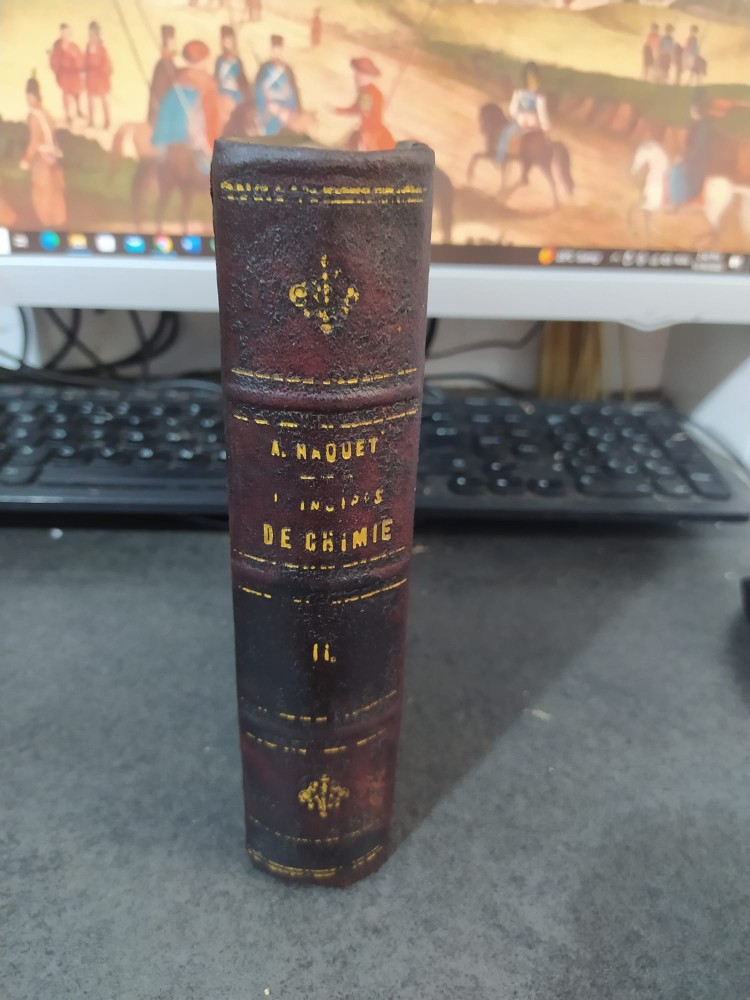 A. NAQUET
DE CHIMIE
II.